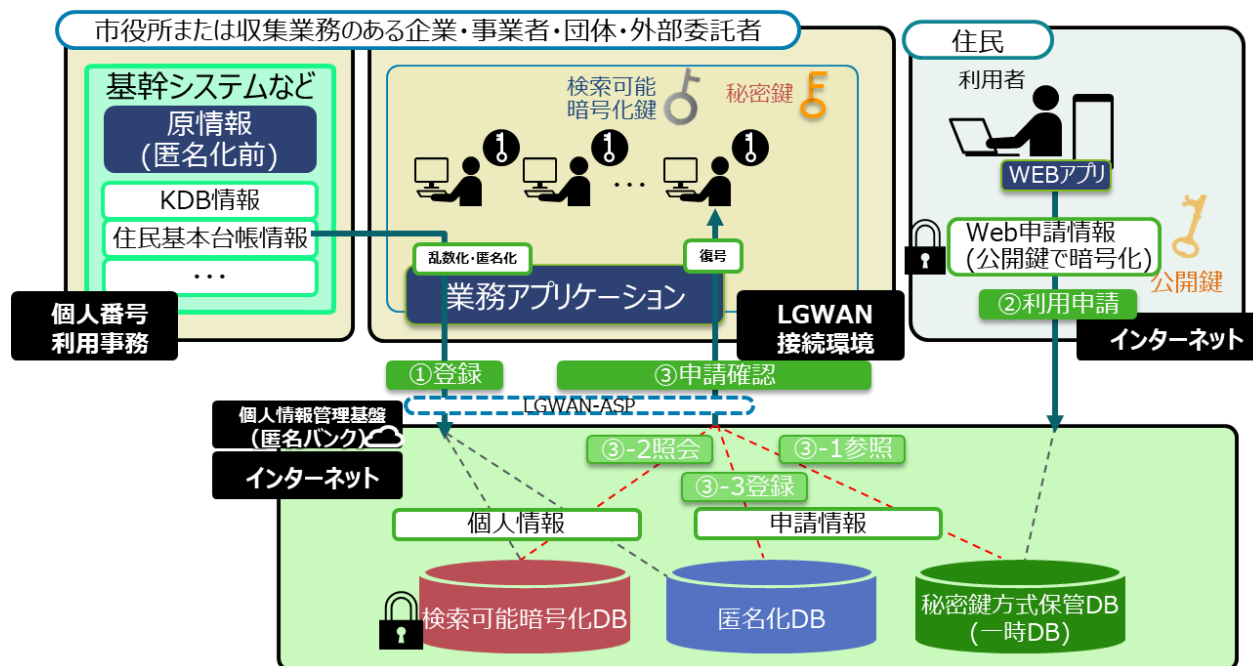 市役所または収集業務のある企業・事業者・団体・外部委託者
基幹システムなど
原情報
(匿名化前)
KDB情報
住民基本台帳情報
・・・
個人番号
利用事務
検索可能
暗号化鍵
秘密鍵
・・・
乱数化・匿名化
復号
業務アプリケーション
LGWAN
接続環境
住民
利用者
WEBアプリ
Web申請情報
(公開鍵で暗号化)
公開鍵
②利用申請
インターネット
①登録
③申請確認
LGWAN-ASP
個人情報管理基盤
(匿名バンク)
インターネット
③-2照会
③-1参照
③-3登録
個人情報
申請情報
検索可能暗号化DB
匿名化DB
秘密鍵方式保管DB
(一時DB)